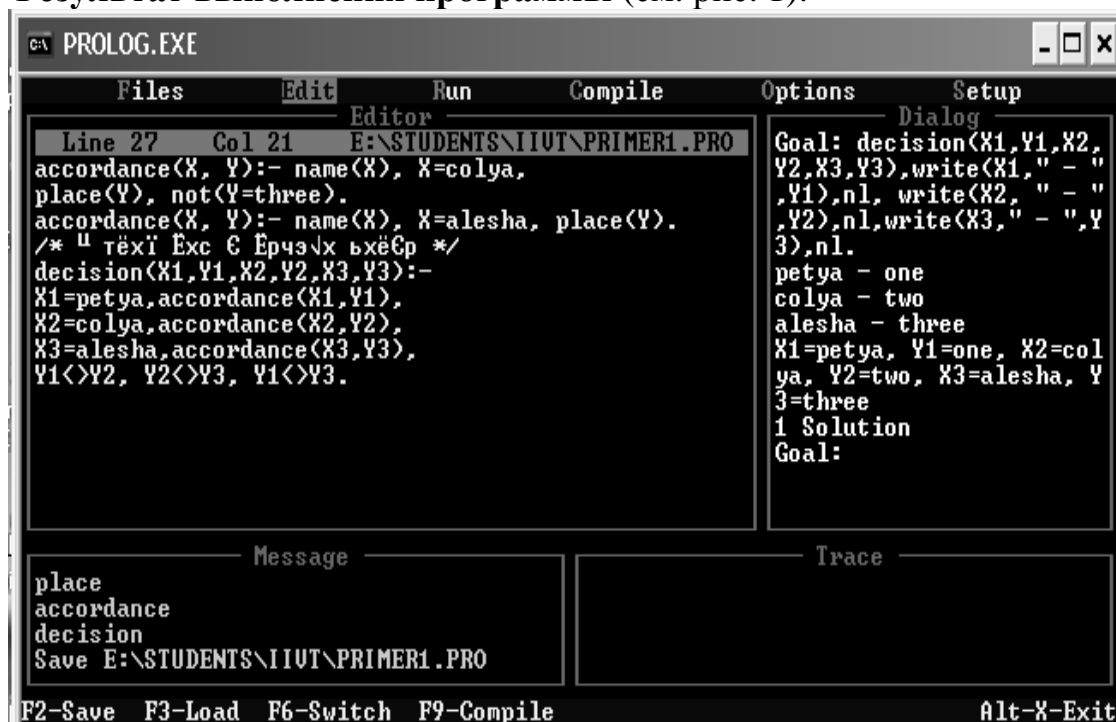 Результат выполнения программы (см. рис. 1).
PROLOG.EXE
Files Edit Run Compile Options Setup
Editor
Line 27 Col 21 E:\STUDENTS\IIVT\PRIMER1.PRO
accordance(X, Y):- name(X), X=colya,
place(Y), not(Y=three).
accordance(X, Y):- name(X), X=alesha, place(Y).
/* тёхї Ёхс Є Ёрчэ√х ьхёЄр */
decision(X1,Y1,X2,Y2,X3,Y3):-
X1=petya,accordance(X1,Y1),
X2=colya,accordance(X2,Y2),
X3=alesha,accordance(X3,Y3),
Y1<>Y2, Y2<>Y3, Y1<>Y3.
Dialog
Goal: decision(X1,Y1,X2,
Y2,X3,Y3),write(X1," - "
,Y1),nl, write(X2, " - "
,Y2),nl,write(X3," - ",Y
3),nl.
petya - one
colya - two
alesha - three
X1=petya, Y1=one, X2=col
ya, Y2=two, X3=alesha, Y
3=three
1 Solution
Goal:
Message
place
accordance
decision
Save E:\STUDENTS\IIVT\PRIMER1.PRO
Trace
F2-Save F3-Load F6-Switch F9-Compile Alt-X-Exit